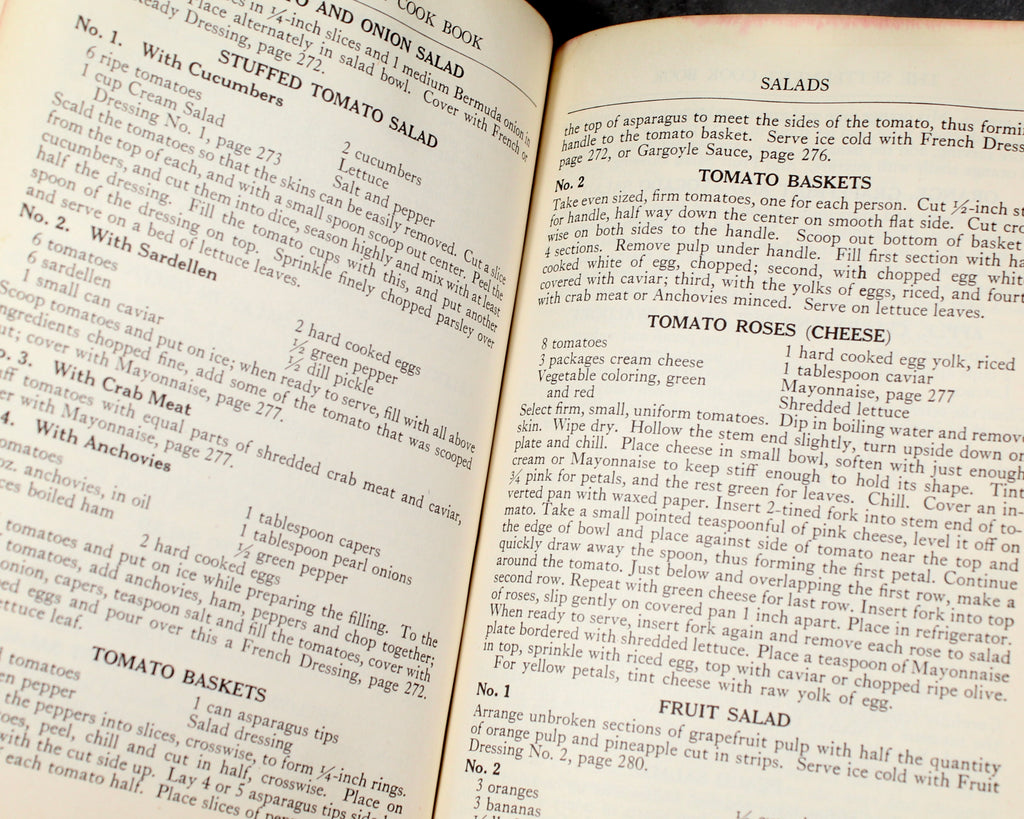 COOK BOOK
AND ONION SALAD
in ¼-inch slices and 1 medium Bermuda onion in
Place alternately in salad bowl. Cover with French or
Ready Dressing, page 272.
STUFFED TOMATO SALAD
No. 1. With Cucumbers
6 ripe tomatoes
1 cup Cream Salad
Dressing No. 1, page 273
2 cucumbers
Lettuce
Salt and pepper
Scald the tomatoes so that the skins can be easily removed. Cut a slice
from the top of each, and with a small spoon scoop out center. Peel the
cucumbers, and cut them into dice, season highly and mix with at least
half the dressing. Fill the tomato cups with this, and put another
spoon of the dressing on top. Sprinkle finely chopped parsley over
and serve on a bed of lettuce leaves.
No. 2. With Sardellen
6 tomatoes
6 sardellen
1 small can caviar
2 hard cooked eggs
½ green pepper
½ dill pickle
Scoop tomatoes and put on ice; when ready to serve, fill with all above
ingredients chopped fine, add some of the tomato that was scooped
out; cover with Mayonnaise, page 277.
3. With Crab Meat
tomatoes with equal parts of shredded crab meat and caviar,
with Mayonnaise, page 277.
4. With Anchovies
tomatoes
oz. anchovies, in oil
boiled ham
2 hard cooked eggs
1 tablespoon capers
1 tablespoon pearl onions
½ green pepper
tomatoes and put on ice while preparing the filling. To the
tomatoes, add anchovies, ham, peppers and chop together;
onion, capers, teaspoon salt and fill the tomatoes, cover with
eggs and pour over this a French Dressing, page 272.
lettuce leaf.
TOMATO BASKETS
tomatoes
pepper
1 can asparagus tips
Salad dressing
the peppers into slices, crosswise, to form ¼-inch rings.
peel, chill and cut in half, crosswise. Place on
with the cut side up. Lay 4 or 5 asparagus tips
each tomato half. Place slices of
SALADS
the top of asparagus to meet the sides of the tomato, thus
handle to the tomato basket. Serve ice cold with French
page 272, or Gargoyle Sauce, page 276.
TOMATO BASKETS
No. 2
Take even sized, firm tomatoes, one for each person. Cut ½-inch
for handle, half way down the center on smooth flat side. Cut
wise on both sides to the handle. Scoop out bottom of basket
4 sections. Remove pulp under handle. Fill first section with
cooked white of egg, chopped; second, with chopped egg
covered with caviar; third, with the yolks of eggs, riced, and
with crab meat or Anchovies minced. Serve on lettuce leaves.
TOMATO ROSES (CHEESE)
8 tomatoes
3 packages cream cheese
Vegetable coloring, green
and red
1 hard cooked egg yolk, riced
1 tablespoon caviar
Mayonnaise, page 277
Shredded lettuce
Select firm, small, uniform tomatoes. Dip in boiling water and remove
skin. Wipe dry. Hollow the stem end slightly, turn upside down on
plate and chill. Place cheese in small bowl, soften with just enough
cream or Mayonnaise to keep stiff enough to hold its shape. Tint
¾ pink for petals, and the rest green for leaves. Chill. Cover an in-
verted pan with waxed paper. Insert 2-tined fork into stem end of to-
mato. Take a small pointed teaspoonful of pink cheese, level it off on
the edge of bowl and place against side of tomato near the top and
quickly draw away the spoon, thus forming the first petal. Continue
around the tomato. Just below and overlapping the first row, make a
second row. Repeat with green cheese for last row. Insert fork into top
of roses, slip gently on covered pan 1 inch apart. Place in refrigerator.
When ready to serve, insert fork again and remove each rose to salad
plate bordered with shredded lettuce. Place a teaspoon of Mayonnaise
in top, sprinkle with riced egg, top with caviar or chopped ripe olive.
For yellow petals, tint cheese with raw yolk of egg.
FRUIT SALAD
No. 1
Arrange unbroken sections of grapefruit pulp with half the quantity
of orange pulp and pineapple cut in strips. Serve ice cold with Fruit
Dressing No. 2, page 280.
No. 2
3 oranges
3 bananas